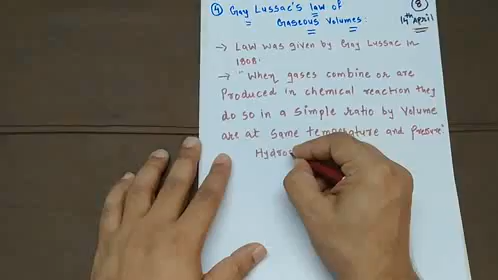 ④ Gay Lussac's law of
Gaseous Volumes:
⑧
14th April
→ Law was given by Gay Lussac in
1808.
→ "When gases combine or are
Produced in chemical reaction they
do so in a simple ratio by Volume
are at same temperature and pressure"
Hydro